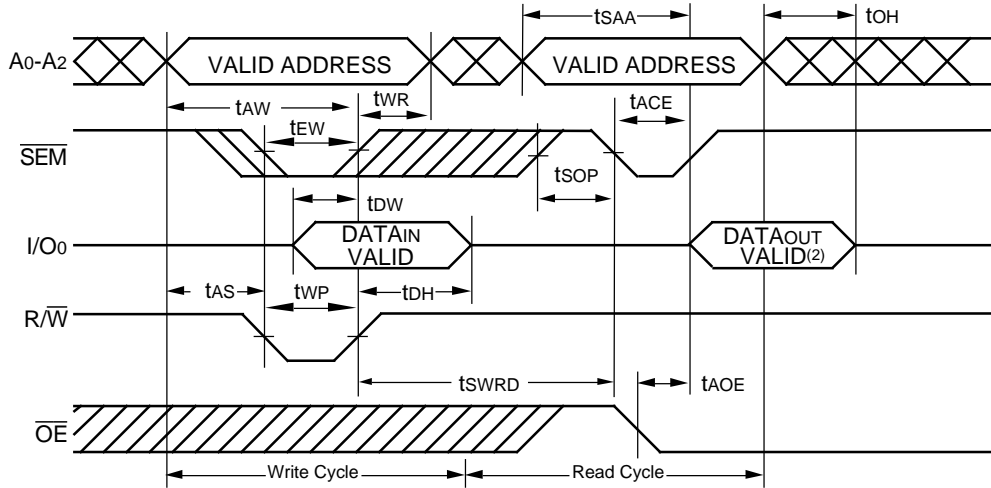 tSAA
tOH
A0-A2
VALID ADDRESS
VALID ADDRESS
tAW
tWR
tACE
tEW
SEM
tSOP
tDW
I/O0
DATAIN
VALID
DATAOUT
VALID(2)
tAS
tWP
tDH
R/W
tSWRD
tAOE
OE
Write Cycle
Read Cycle